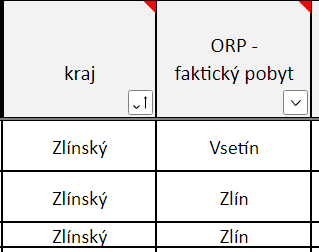 kraj
ORP -
faktický pobyt
Zlínský Vsetín
Zlínský Zlín
Zlínský Zlín